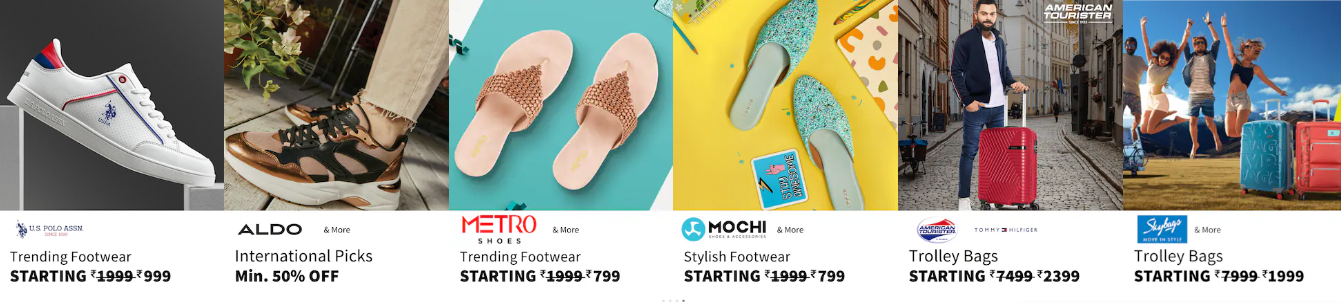 AMERICAN
TOURISTER
U.S. POLO ASSN.
SINCE 1890
Trending Footwear
STARTING ₹1999 ₹999
ALDO & More
International Picks
Min. 50% OFF
METRO
SHOES
& More
Trending Footwear
STARTING ₹1999 ₹799
MOCHI
SHOES & ACCESSORIES
& More
Stylish Footwear
STARTING ₹1999 ₹799
AMERICAN
TOURISTER
TOMMY HILFIGER
Trolley Bags
STARTING ₹7499 ₹2399
Skybags
MOVE IN STYLE
& More
Trolley Bags
STARTING ₹7999 ₹1999